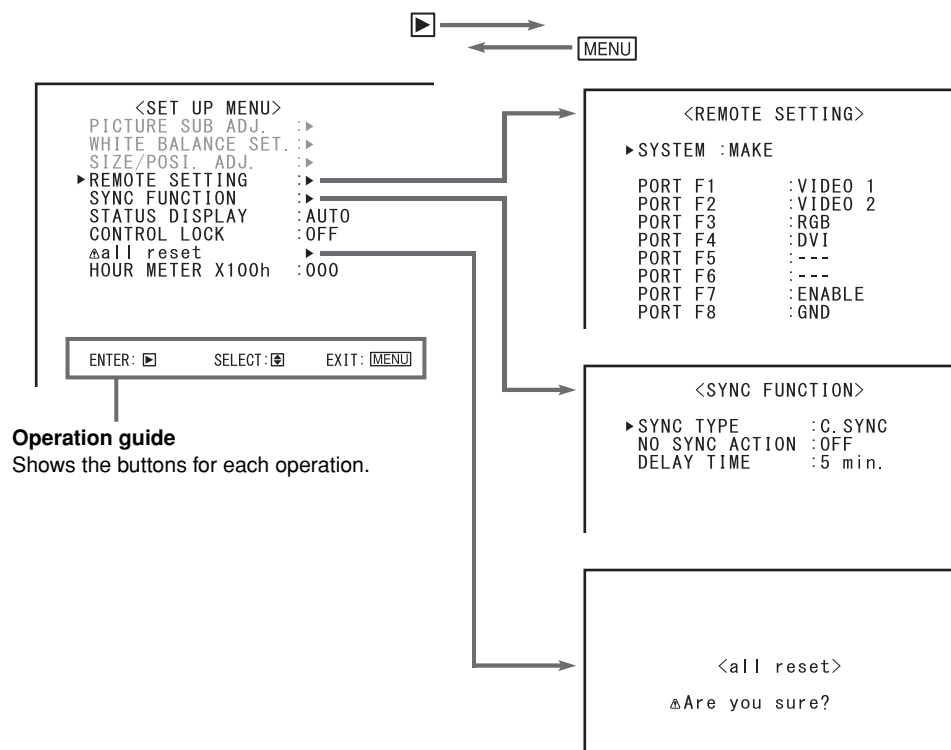 MENU
<SET UP MENU>
PICTURE SUB ADJ. :
WHITE BALANCE SET. :
SIZE/POSI. ADJ. :
REMOTE SETTING :
SYNC FUNCTION :
STATUS DISPLAY :AUTO
CONTROL LOCK :OFF
all reset
HOUR METER X100h :000
ENTER: SELECT: EXIT: MENU
Operation guide
Shows the buttons for each operation.
<REMOTE SETTING>
SYSTEM :MAKE
PORT F1 :VIDEO 1
PORT F2 :VIDEO 2
PORT F3 :RGB
PORT F4 :DVI
PORT F5 :---
PORT F6 :---
PORT F7 :ENABLE
PORT F8 :GND
<SYNC FUNCTION>
SYNC TYPE :C.SYNC
NO SYNC ACTION :OFF
DELAY TIME :5 min.
<all reset>
Are you sure?